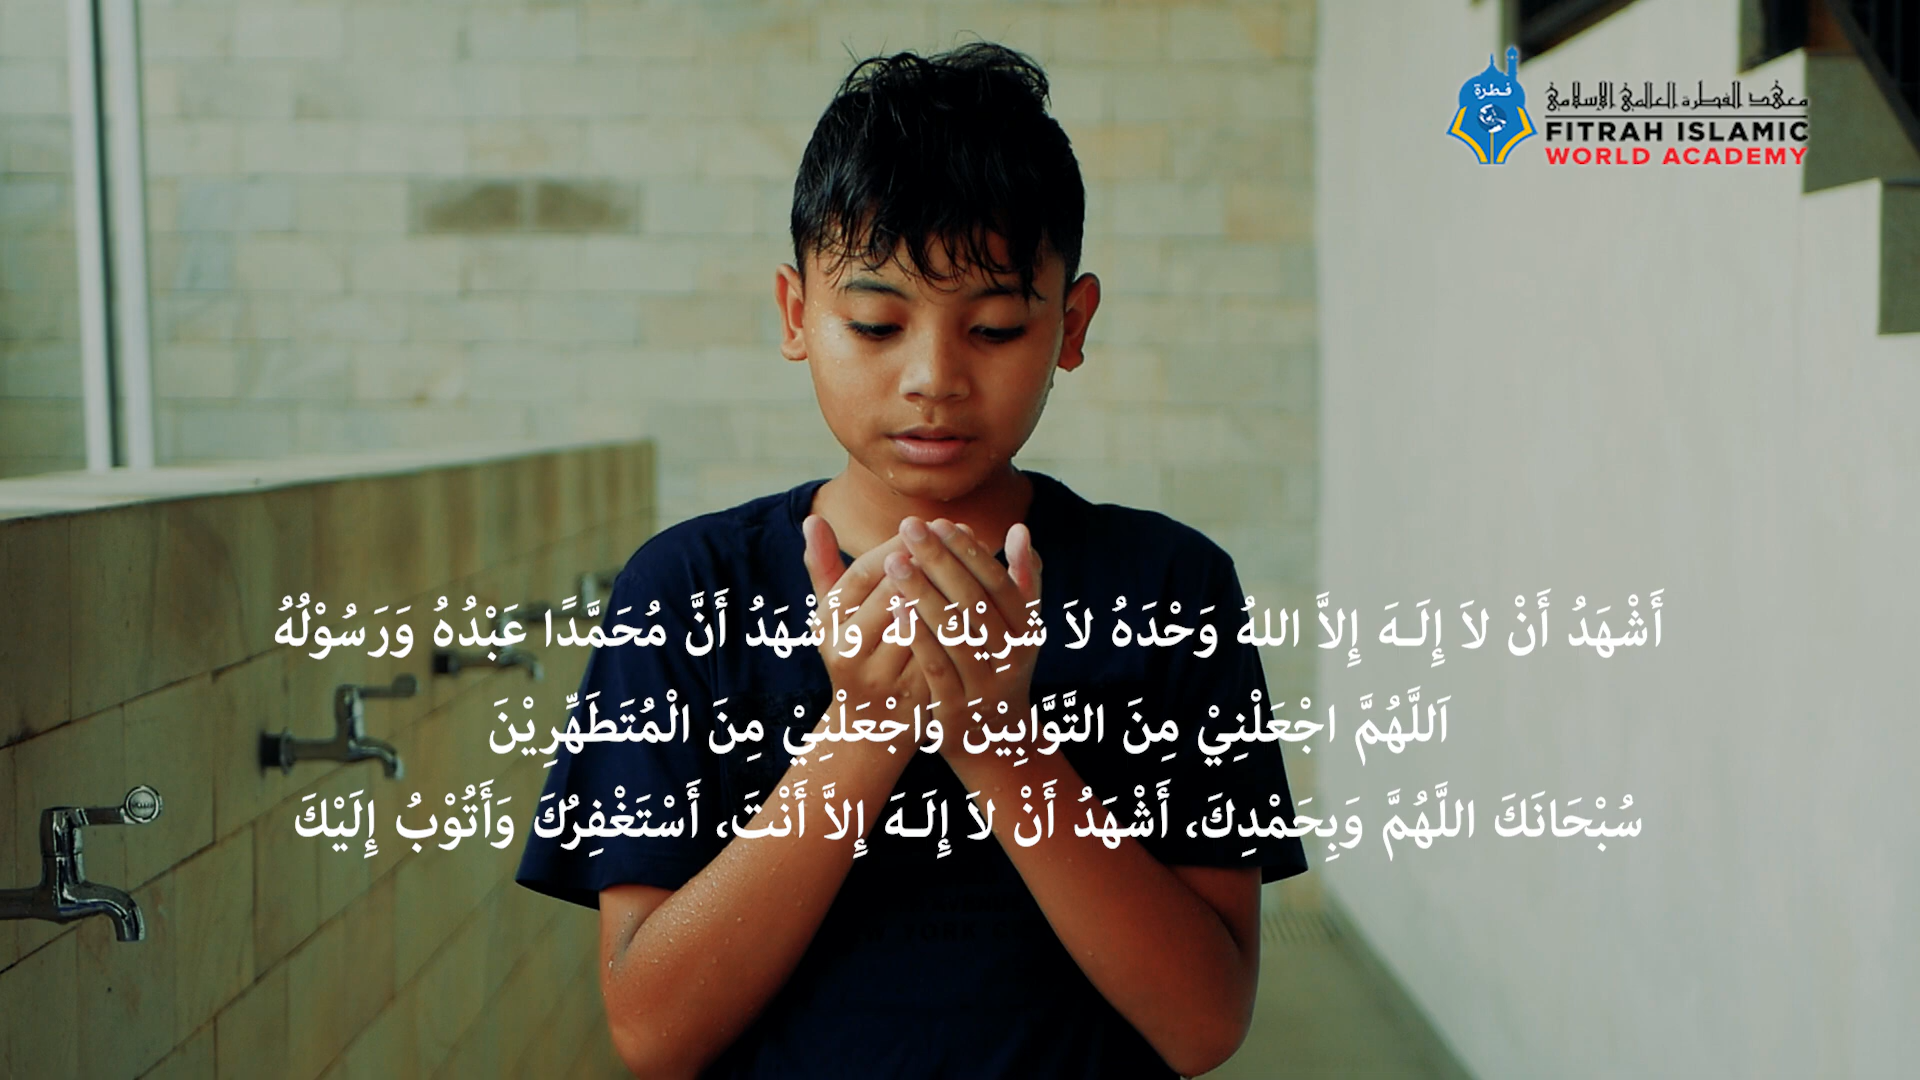 فطرة
معهد الفطرة العالمي الإسلامي
FITRAH ISLAMIC
WORLD ACADEMY
أَشْهَدُ أَنْ لاَ إِلَـهَ إِلاَّ اللهُ وَحْدَهُ لاَ شَرِيْكَ لَهُ وَأَشْهَدُ أَنَّ مُحَمَّدًا عَبْدُهُ وَرَسُوْلُهُ
اَللَّهُمَّ اجْعَلْنِيْ مِنَ التَّوَّابِيْنَ وَاجْعَلْنِيْ مِنَ الْمُتَطَهِّرِيْنَ
سُبْحَانَكَ اللَّهُمَّ وَبِحَمْدِكَ، أَشْهَدُ أَنْ لاَ إِلَـهَ إِلاَّ أَنْتَ، أَسْتَغْفِرُكَ وَأَتُوْبُ إِلَيْكَ